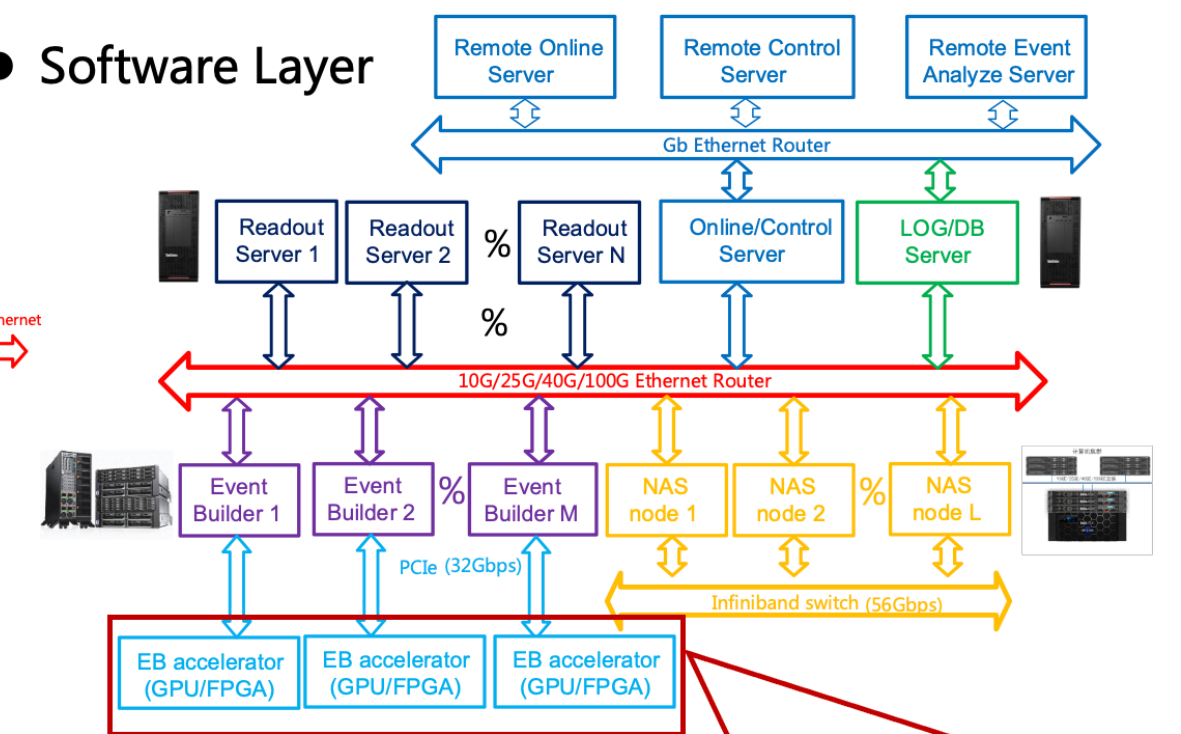 ● Software Layer
Remote Online
Server
Remote Control
Server
Remote Event
Analyze Server
Gb Ethernet Router
Readout
Server 1
Readout
Server 2
%
Readout
Server N
Online/Control
Server
LOG/DB
Server
%
hernet
10G/25G/40G/100G Ethernet Router
Event
Builder 1
Event
Builder 2
%
Event
Builder M
NAS
node 1
NAS
node 2
%
NAS
node L
PCIe (32Gbps)
Infiniband switch (56Gbps)
EB accelerator
(GPU/FPGA)
EB accelerator
(GPU/FPGA)
EB accelerator
(GPU/FPGA)